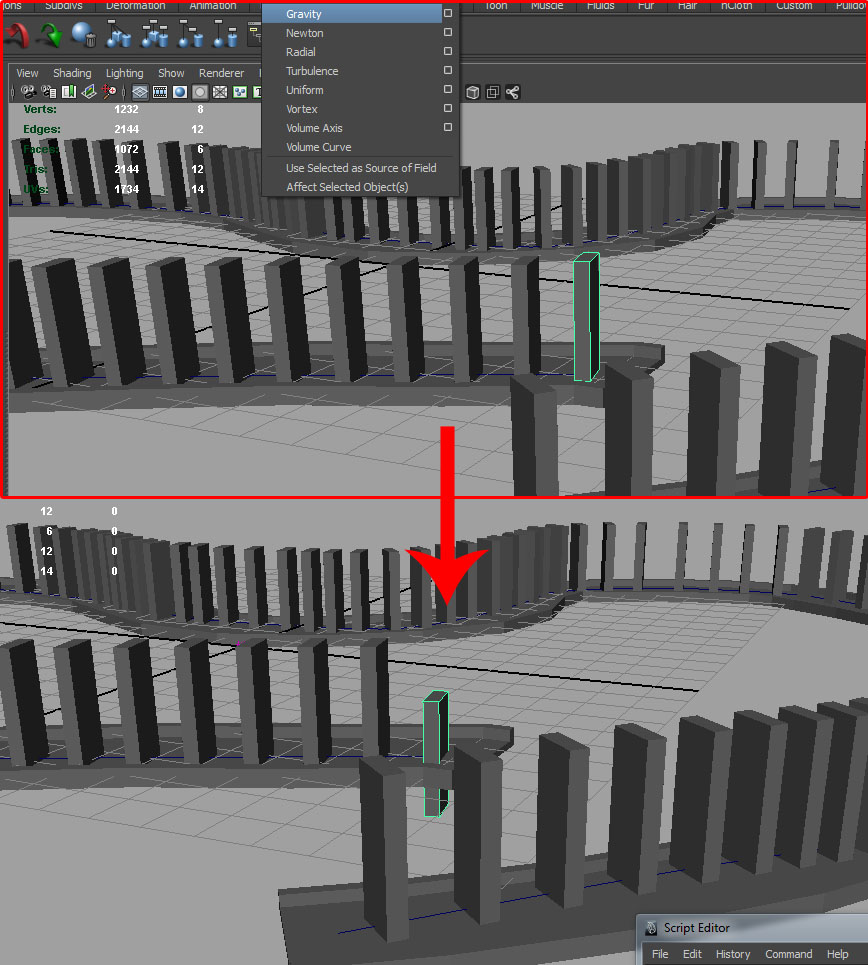 ons Subdivs Deformation Animation Toon Muscle Fluids Fur Hair nCloth Custom Pulldo
Gravity
Newton
Radial
Turbulence
Uniform
Vortex
Volume Axis
Volume Curve
Use Selected as Source of Field
Affect Selected Object(s)
View Shading Lighting Show Renderer
Verts: 1232 8
Edges: 2144 12
Faces: 1072 6
Tris: 2144 12
UVs: 1734 14
12 0
6 0
12 0
14 0
Script Editor
File Edit History Command Help